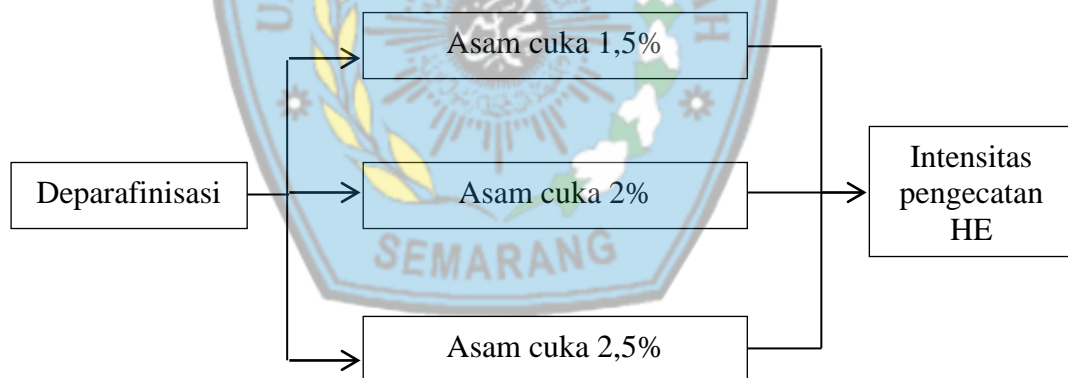 Asam cuka 1,5%
Deparafinisasi
Asam cuka 2%
Intensitas
pengecatan
HE
SEMARANG
Asam cuka 2,5%